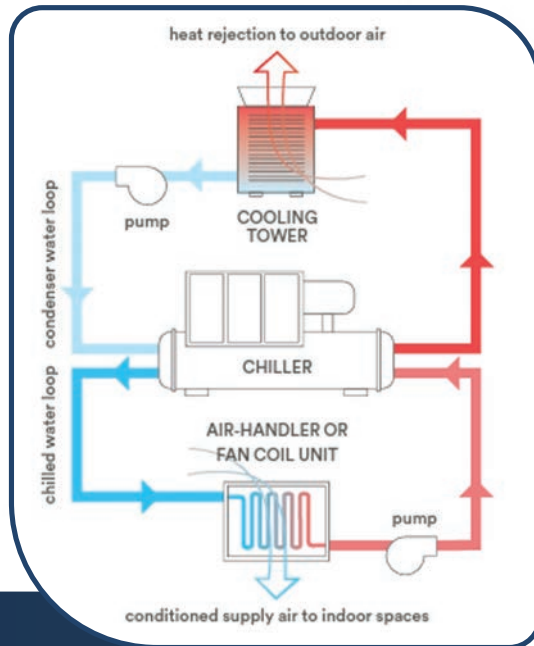 heat rejection to outdoor air
pump
COOLING
TOWER
condenser water loop
CHILLER
chilled water loop
AIR-HANDLER OR
FAN COIL UNIT
pump
conditioned supply air to indoor spaces